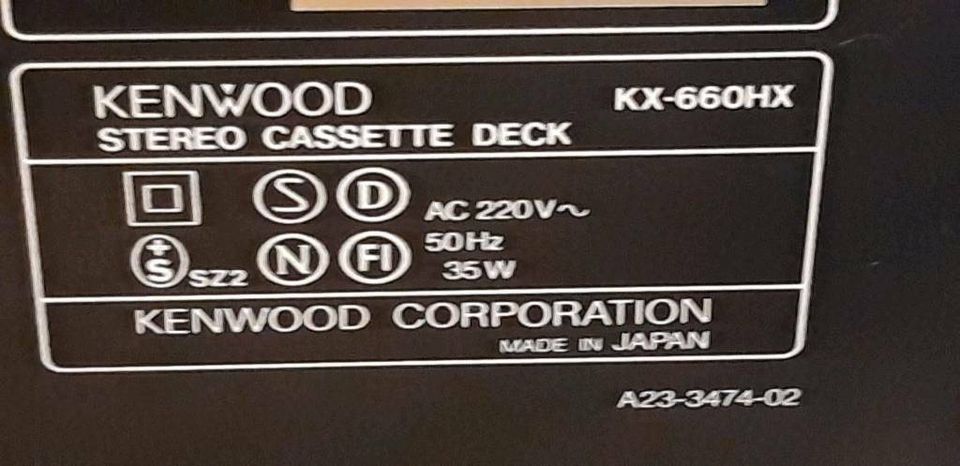 KENWOOD KX-660HX
STEREO CASSETTE DECK
S D AC 220V~
50Hz
+S SZ2 N FI 35W
KENWOOD CORPORATION
MADE IN JAPAN
A23-3474-02